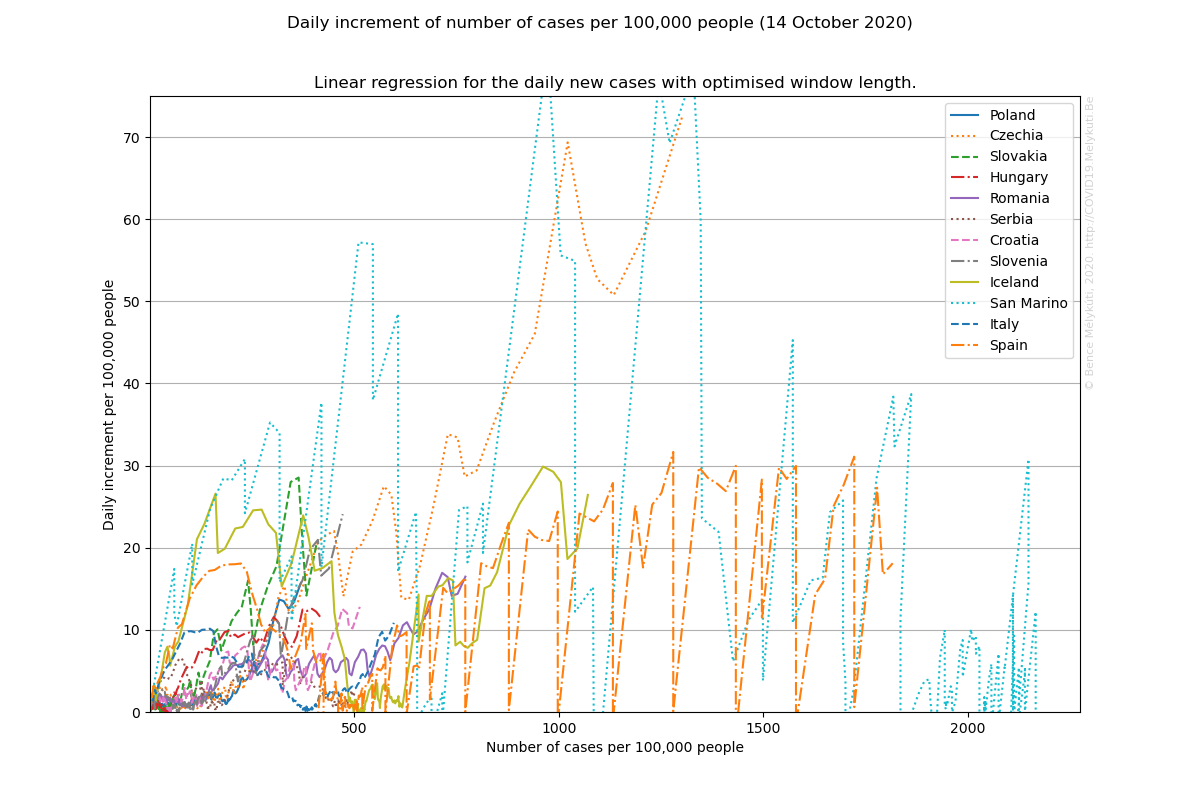 Daily increment of number of cases per 100,000 people (14 October 2020)
Linear regression for the daily new cases with optimised window length.
Daily increment per 100,000 people
70
60
50
40
30
20
10
0
500
1000
1500
2000
Number of cases per 100,000 people
Poland
Czechia
Slovakia
Hungary
Romania
Serbia
Croatia
Slovenia
Iceland
San Marino
Italy
Spain
© Bence Mélykúti, 2020. http://COVID19.Melykuti.Be